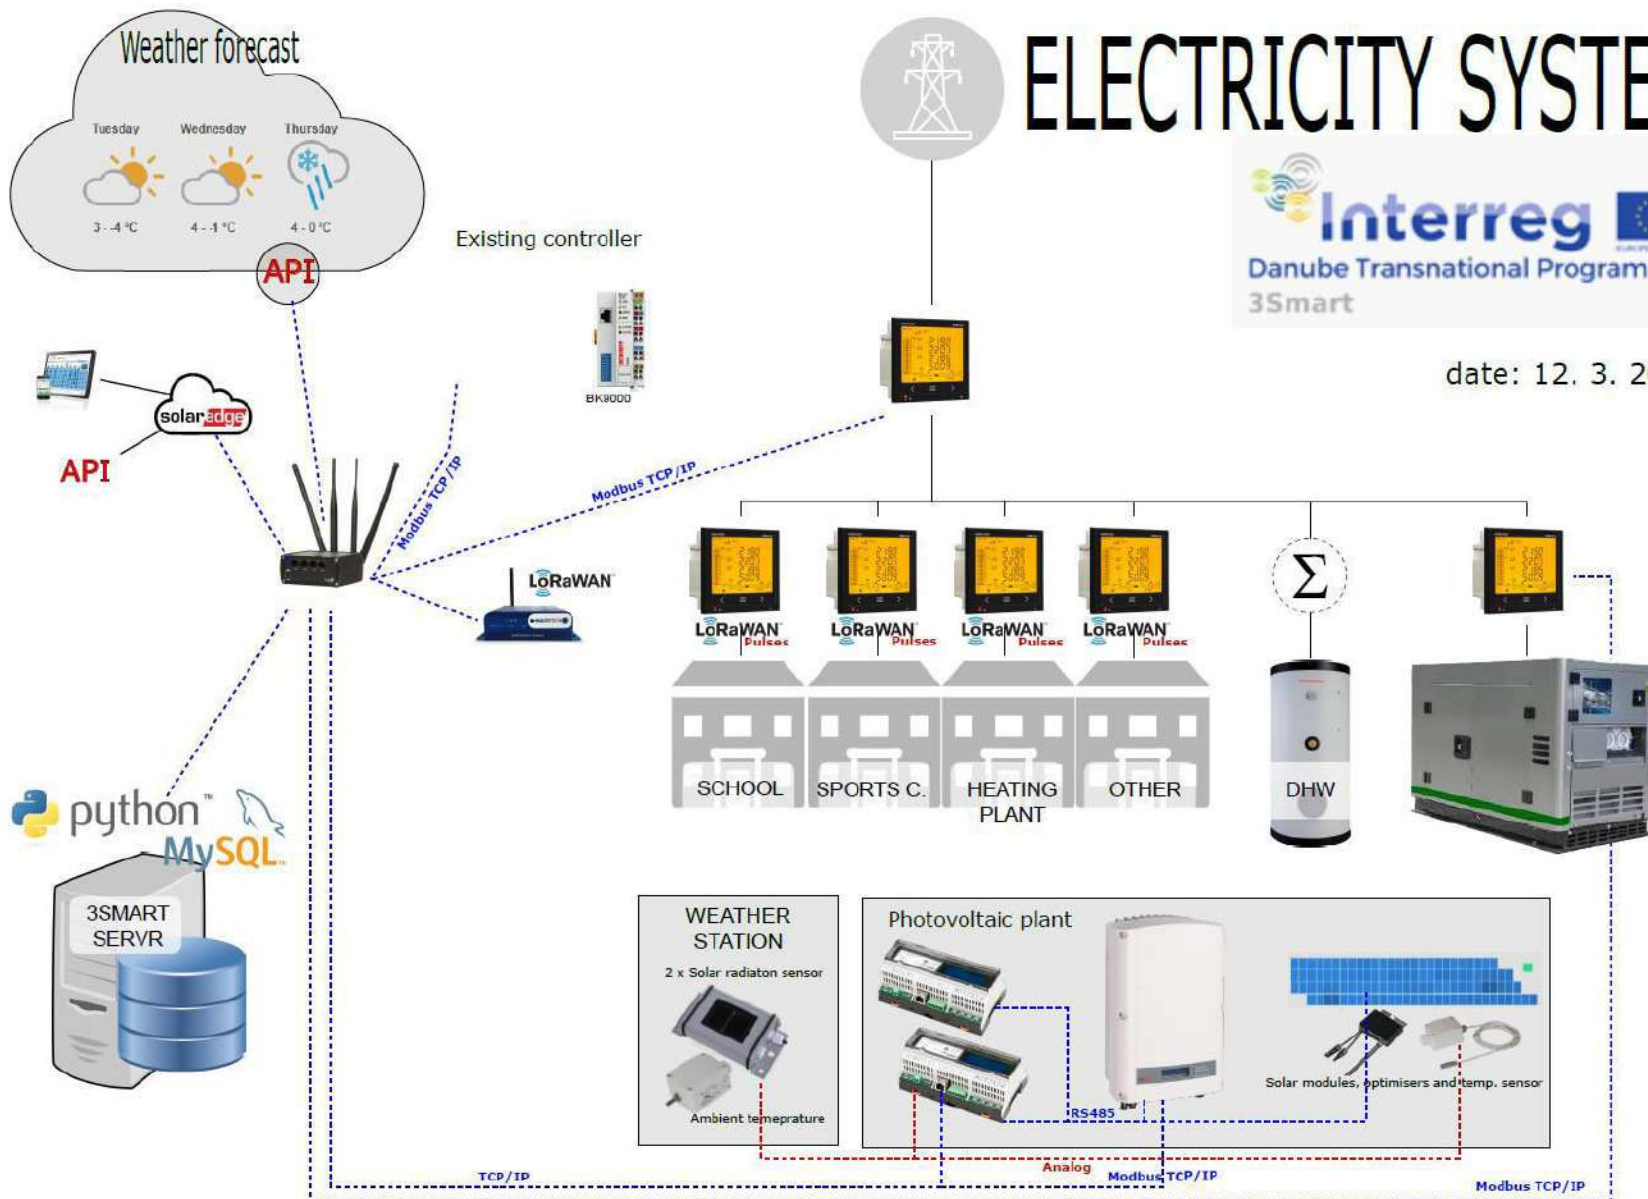 Weather forecast
Tuesday Wednesday Thursday
3 - -4 °C 4 - -1 °C 4 - 0 °C
API
ELECTRICITY SYSTE
Interreg
Danube Transnational Program
3Smart
date: 12. 3. 2
Existing controller
BK9000
solaredge
API
Modbus TCP/IP
Modbus TCP/IP
LoRaWAN
LoRaWAN Pulses
LoRaWAN Pulses
LoRaWAN Pulses
LoRaWAN Pulses
Σ
SCHOOL
SPORTS C.
HEATING
PLANT
OTHER
DHW
python™
MySQL
3SMART
SERVR
WEATHER
STATION
2 x Solar radiaton sensor
Ambient temeprature
Photovoltaic plant
RS485
Solar modules, optimisers and temp. sensor
Analog
TCP/IP
Modbus TCP/IP
Modbus TCP/IP